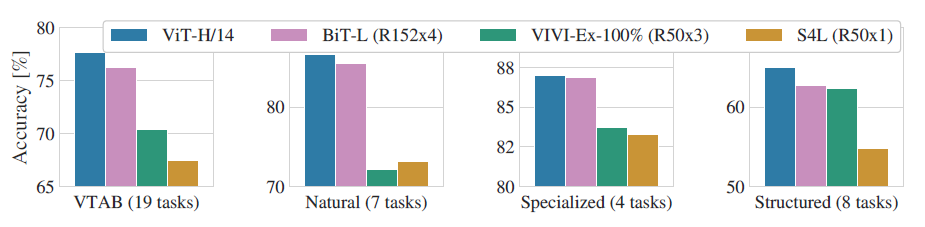 ViT-H/14 BiT-L (R152x4) VIVI-Ex-100% (R50x3) S4L (R50x1)
Accuracy [%]
80
75
70
65
VTAB (19 tasks)
80
70
Natural (7 tasks)
88
85
82
80
Specialized (4 tasks)
60
50
Structured (8 tasks)